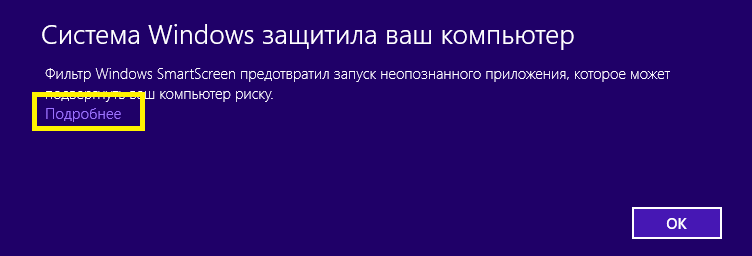 Система Windows защитила ваш компьютер
Фильтр Windows SmartScreen предотвратил запуск неопознанного приложения, которое может
подвергнуть ваш компьютер риску.
Подробнее
ОК